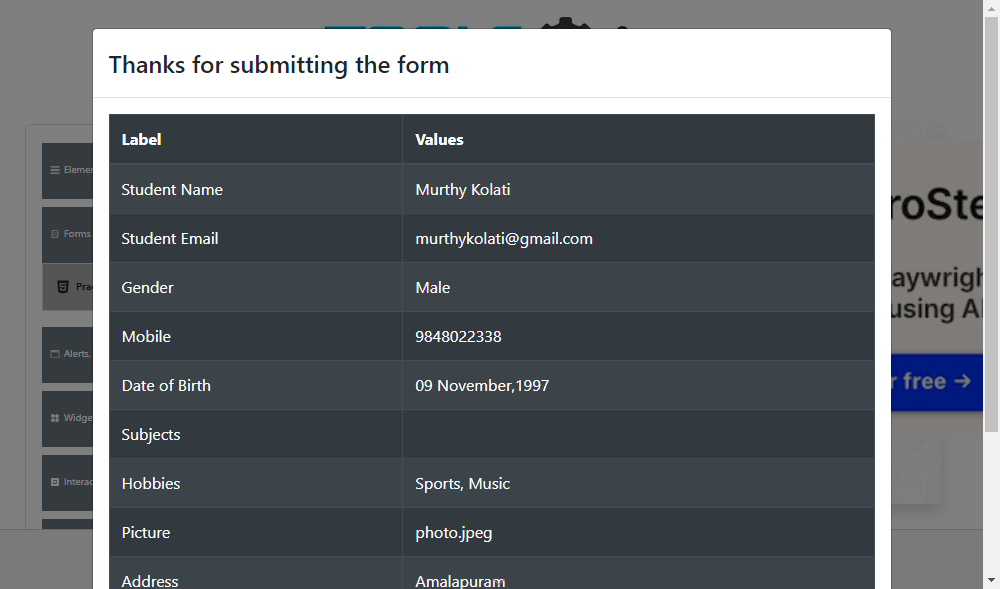 Thanks for submitting the form
Label Values
Student Name Murthy Kolati
Student Email murthykolati@gmail.com
Gender Male
Mobile 9848022338
Date of Birth 09 November,1997
Subjects
Hobbies Sports, Music
Picture photo.jpeg
Address Amalapuram
Elemen
Forms
Prac
Alerts,
Widge
Interac
roSte
aywrigh
using AI
r free →